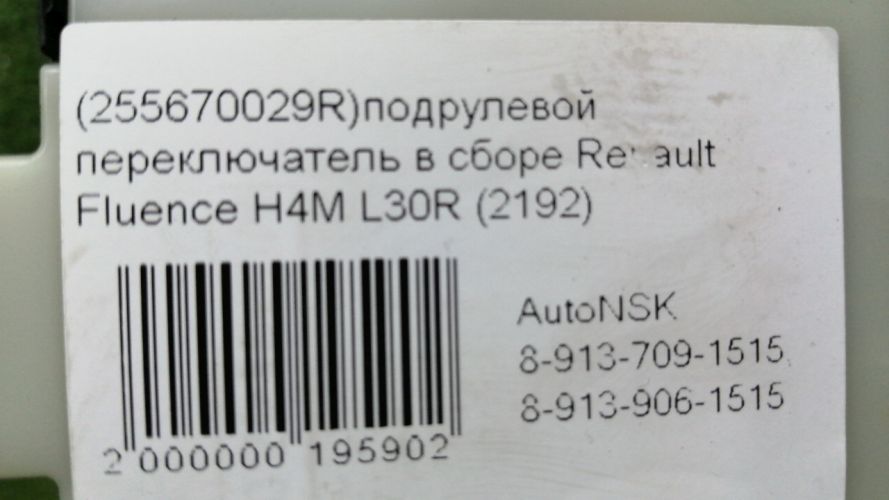 (255670029R)подрулевой
переключатель в сборе
Fluence H4M L30R (2192)
AutoNSK
8-913-709-1515
8-913-906-1515
2 000000 195902